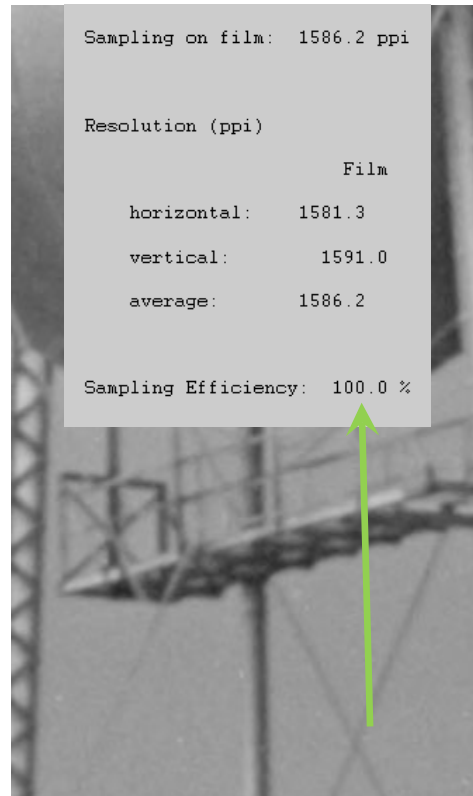 Sampling on film: 1586.2 ppi
Resolution (ppi)
Film
horizontal: 1581.3
vertical: 1591.0
average: 1586.2
Sampling Efficiency: 100.0 %